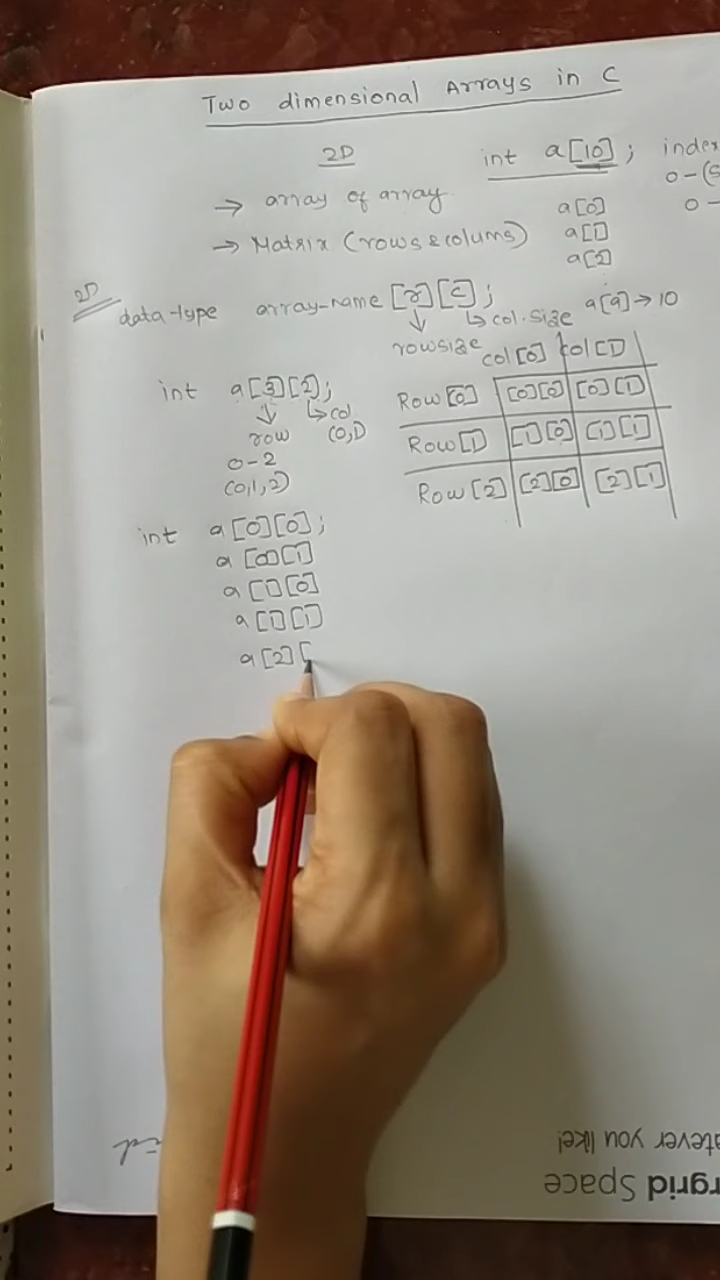 Two dimensional Arrays in C
2D
int a[10]; index
→ array of array
a[0]
0-(S
→ Matrix (rows & colums)
a[1]
0-
a[2]
2D
data-type array-name [r][c];
a[9]→10
rowsize
col.size
int a[3][2];
row
col
0-2
(0,1)
(0,1,2)
col[0] col[1]
Row[0] [0][0] [0][1]
Row[1] [1][0] [1][1]
Row[2] [2][0] [2][1]
int a[0][0];
a[0][1]
a[1][0]
a[1][1]
a[2][
atever you like!
rgrid Space